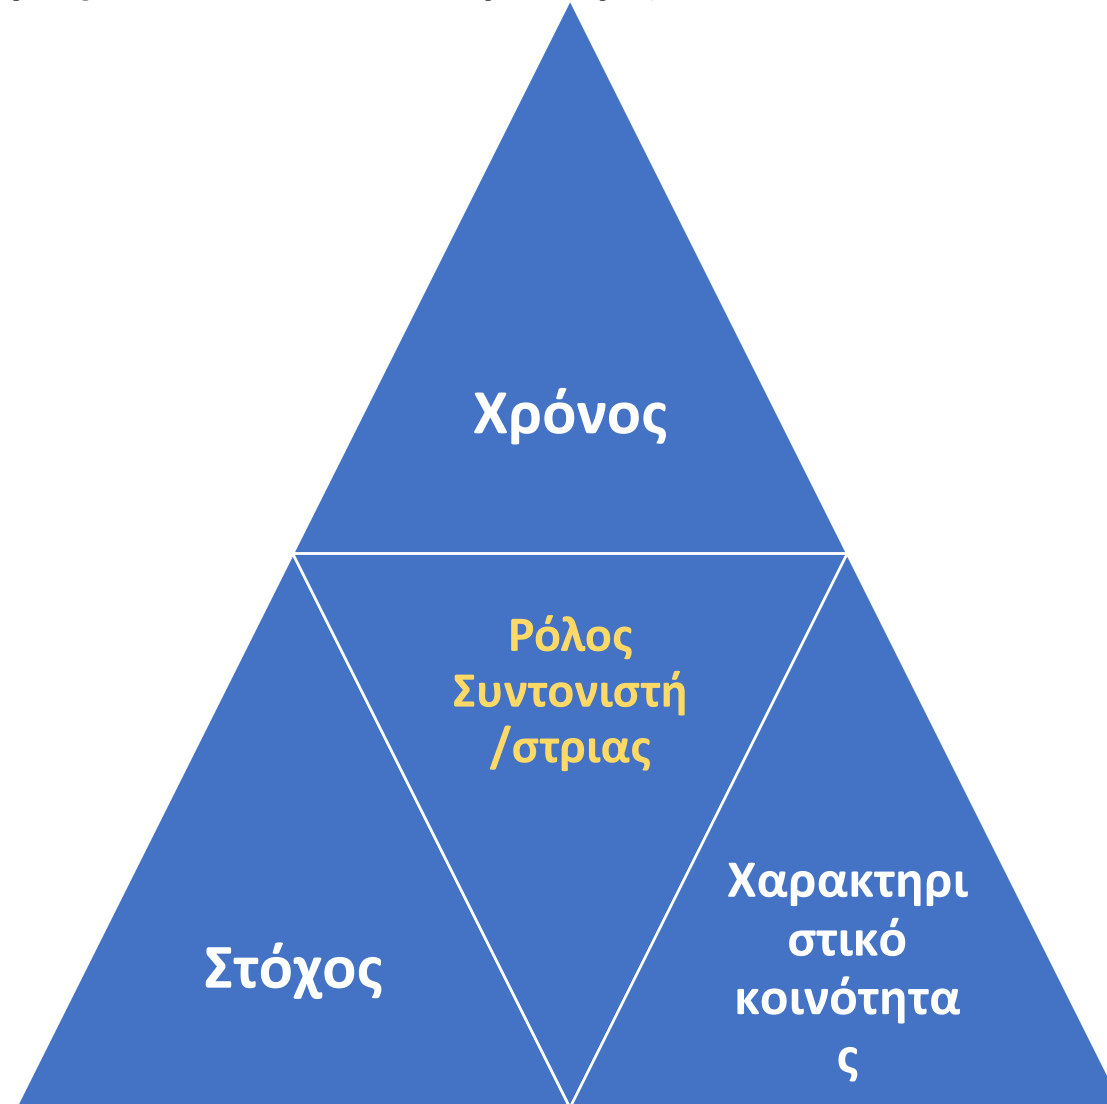 Χρόνος
Ρόλος
Συντονιστή
/στριας
Στόχος
Χαρακτηρι
στικό
κοινότητα
ς